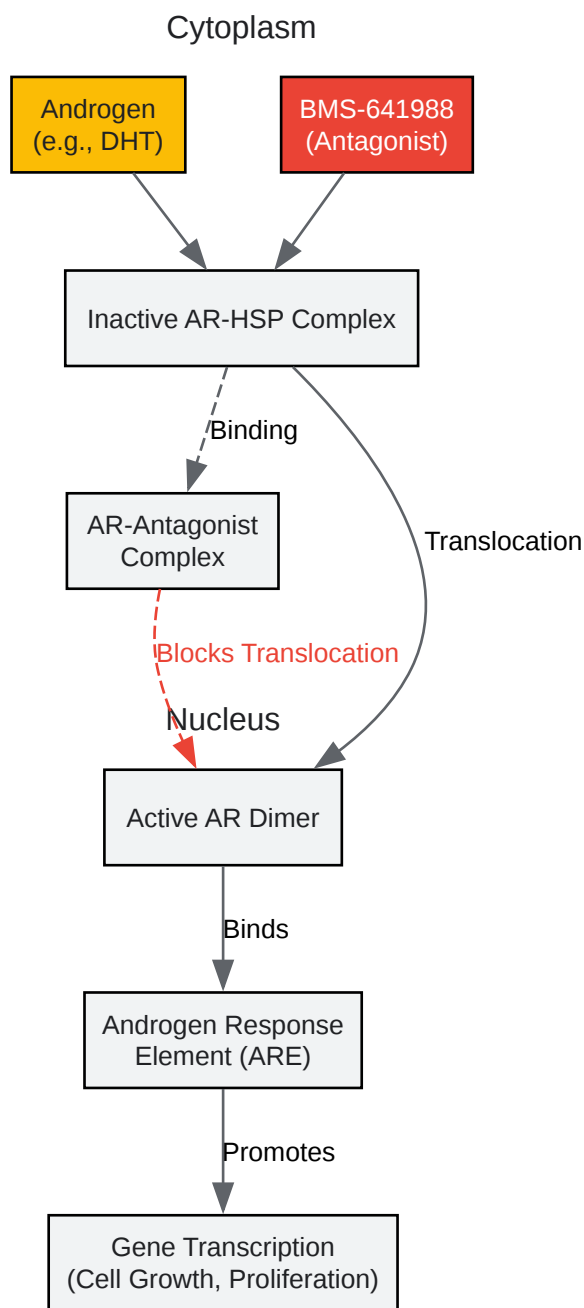 Cytoplasm
Androgen
(e.g., DHT)
BMS-641988
(Antagonist)
Inactive AR-HSP Complex
Binding
AR-Antagonist
Complex
Translocation
Blocks Translocation
Nucleus
Active AR Dimer
Binds
Androgen Response
Element (ARE)
Promotes
Gene Transcription
(Cell Growth, Proliferation)